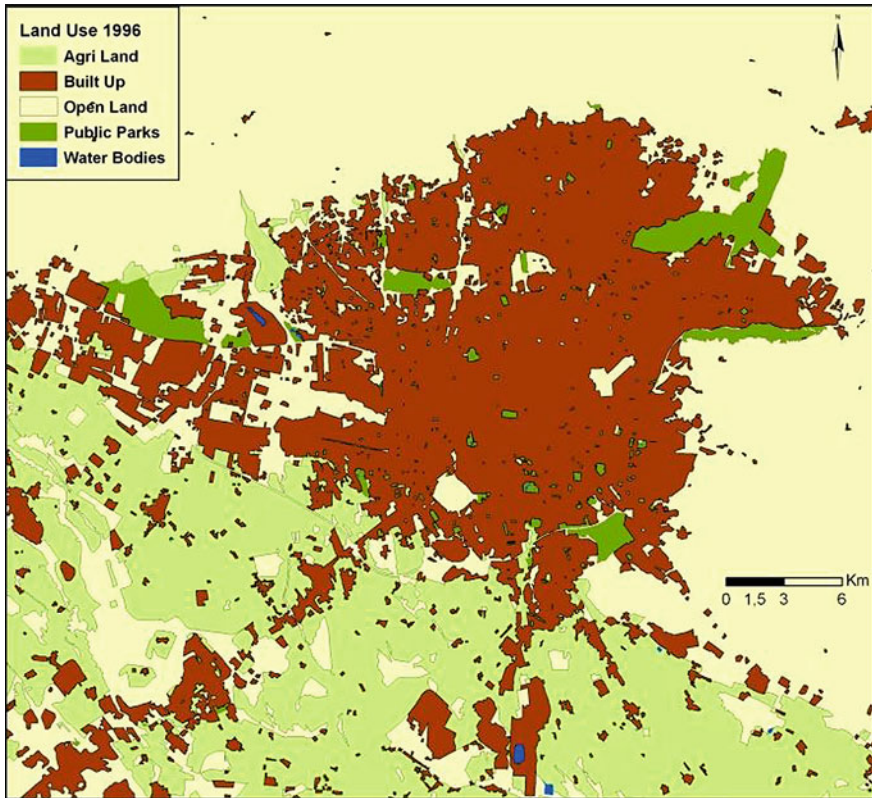 Land Use 1996
Agri Land
Built Up
Open Land
Public Parks
Water Bodies
N
Km
0 1.5 3 6